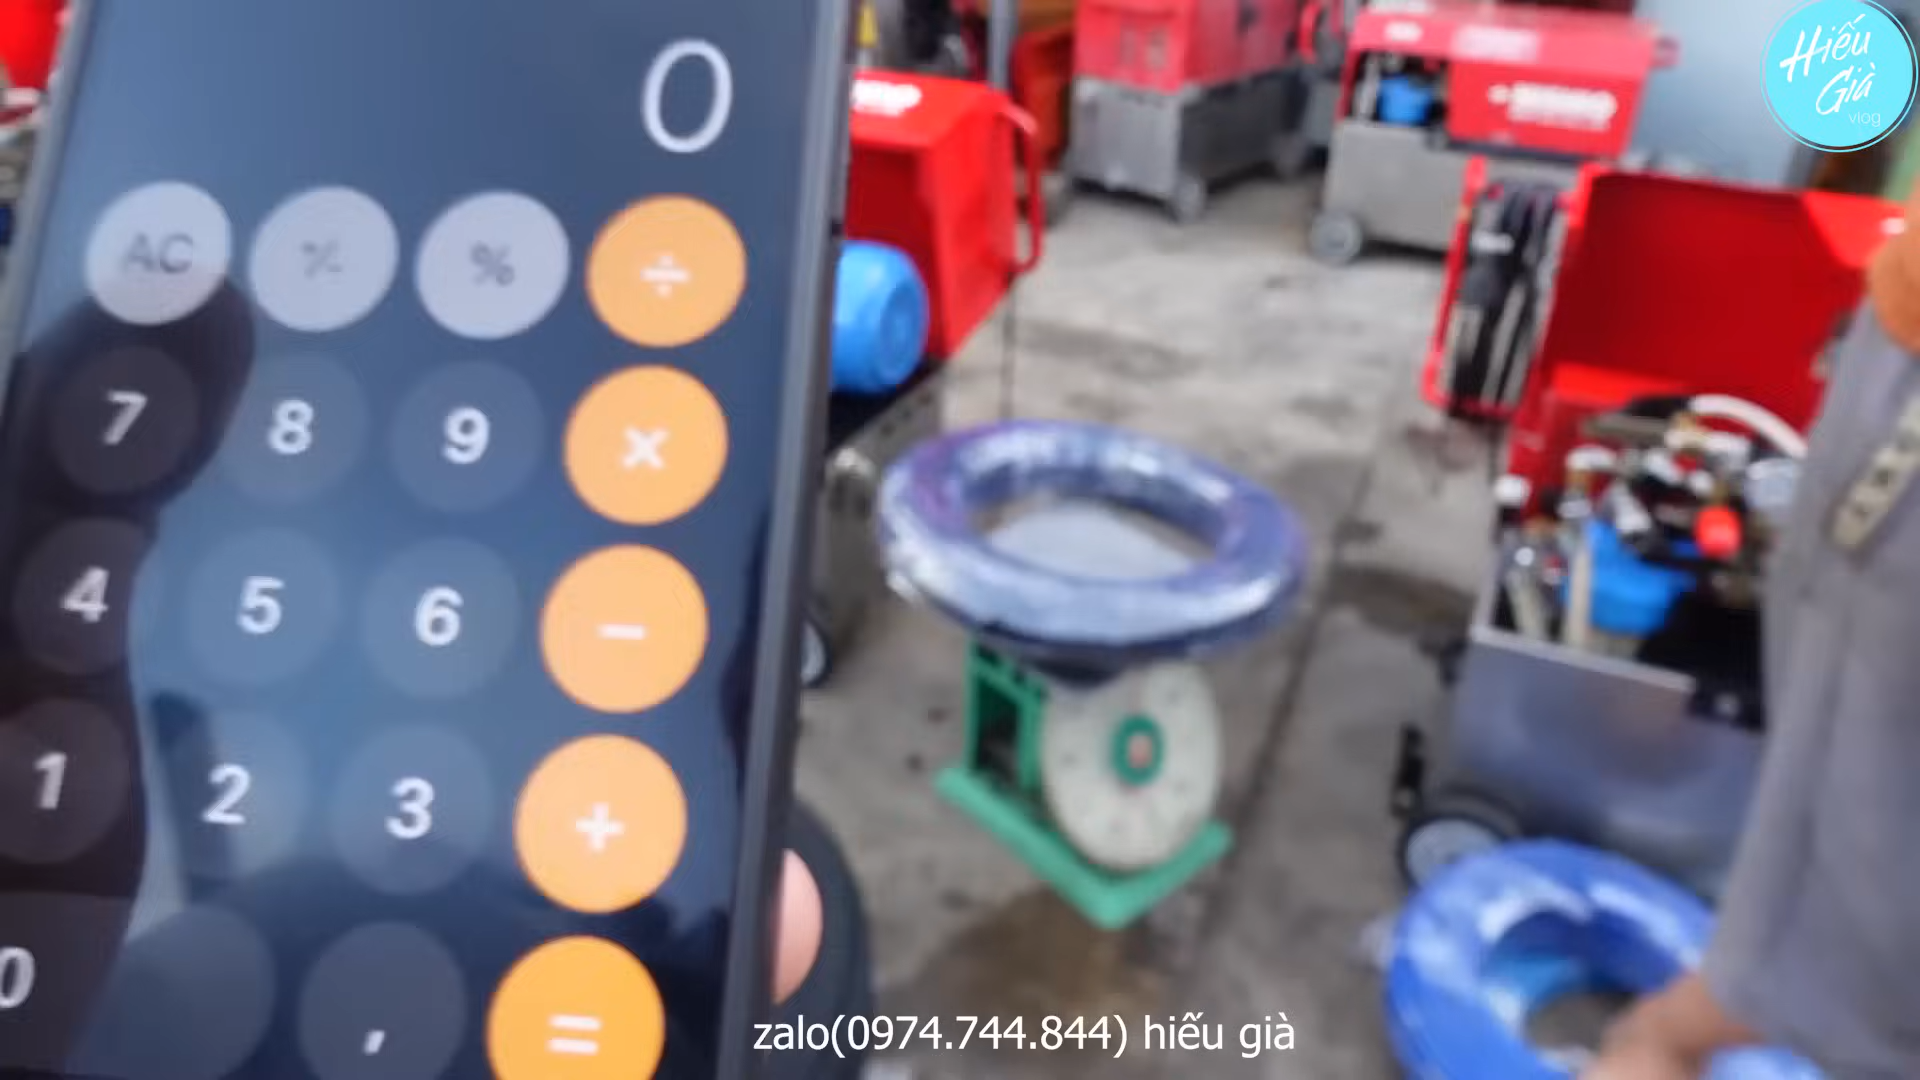 Hiếu
Già
vlog
0
AC % ÷
7 8 9 ×
4 5 6 −
1 2 3 +
0 , =
zalo(0974.744.844) hiếu già